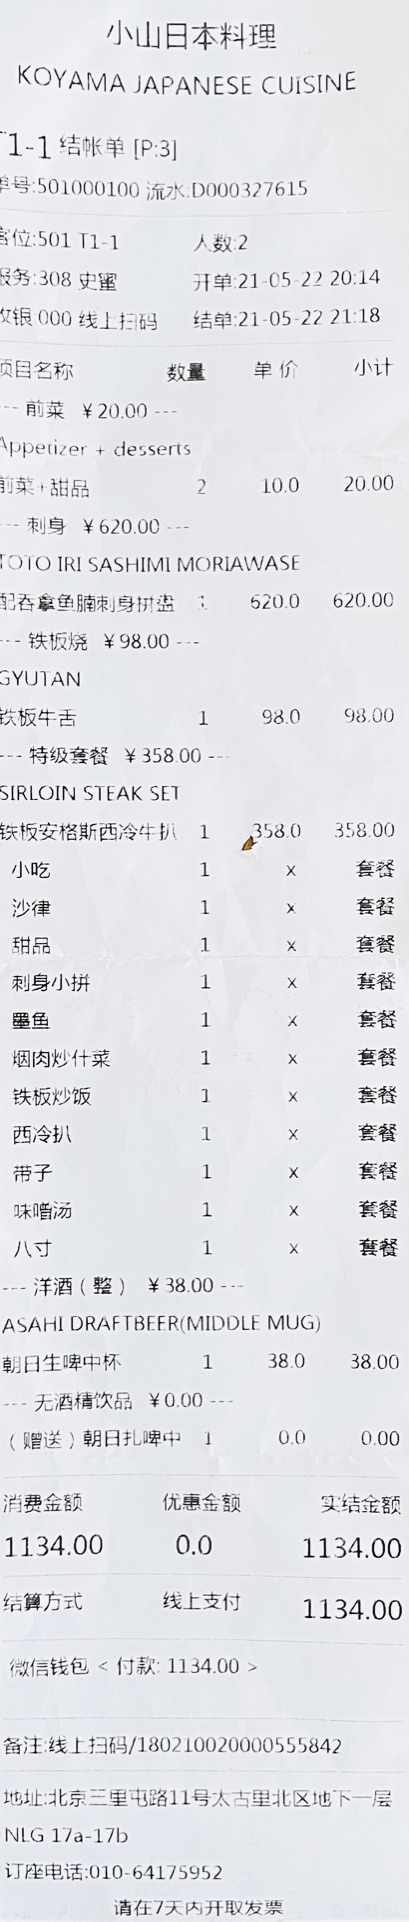 小山日本料理
KOYAMA JAPANESE CUISINE
T1-1 结帐单 [P:3]
单号:501000100 流水:D000327615
客位:501 T1-1 人数:2
服务:308 史蜜 开单:21-05-22 20:14
收银:000 线上扫码 结单:21-05-22 21:18
项目名称 数量 单价 小计
--- 前菜 ￥20.00 ---
Appetizer + desserts
前菜+甜品 2 10.0 20.00
--- 刺身 ￥620.00 ---
TOTO IRI SASHIMI MORIAWASE
配吞拿鱼腩刺身拼盘 1 620.0 620.00
--- 铁板烧 ￥98.00 ---
GYUTAN
铁板牛舌 1 98.0 98.00
--- 特级套餐 ￥358.00 ---
SIRLOIN STEAK SET
铁板安格斯西冷牛扒 1 358.0 358.00
小吃 1 x 套餐
沙律 1 x 套餐
甜品 1 x 套餐
刺身小拼 1 x 套餐
墨鱼 1 x 套餐
烟肉炒什菜 1 x 套餐
铁板炒饭 1 x 套餐
西冷扒 1 x 套餐
带子 1 x 套餐
味噌汤 1 x 套餐
八寸 1 x 套餐
--- 洋酒（整） ￥38.00 ---
ASAHI DRAFTBEER(MIDDLE MUG)
朝日生啤中杯 1 38.0 38.00
--- 无酒精饮品 ￥0.00 ---
（赠送）朝日扎啤中 1 0.0 0.00
消费金额 优惠金额 实结金额
1134.00 0.0 1134.00
结算方式 线上支付 1134.00
微信钱包 < 付款: 1134.00 >
备注:线上扫码/180210020000555842
地址:北京三里屯路11号太古里北区地下一层
NLG 17a-17b
订座电话:010-64175952
请在7天内开取发票